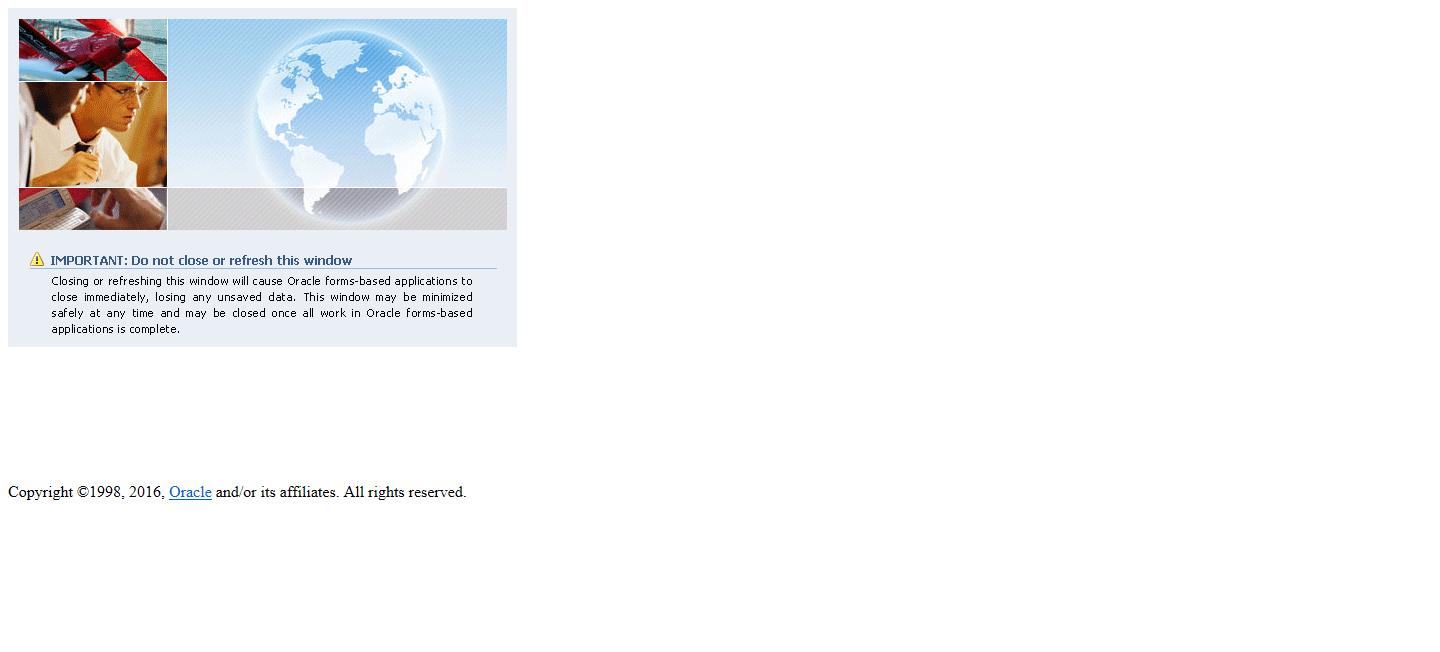 IMPORTANT: Do not close or refresh this window
Closing or refreshing this window will cause Oracle forms-based applications to
close immediately, losing any unsaved data. This window may be minimized
safely at any time and may be closed once all work in Oracle forms-based
applications is complete.
Copyright ©1998, 2016, Oracle and/or its affiliates. All rights reserved.